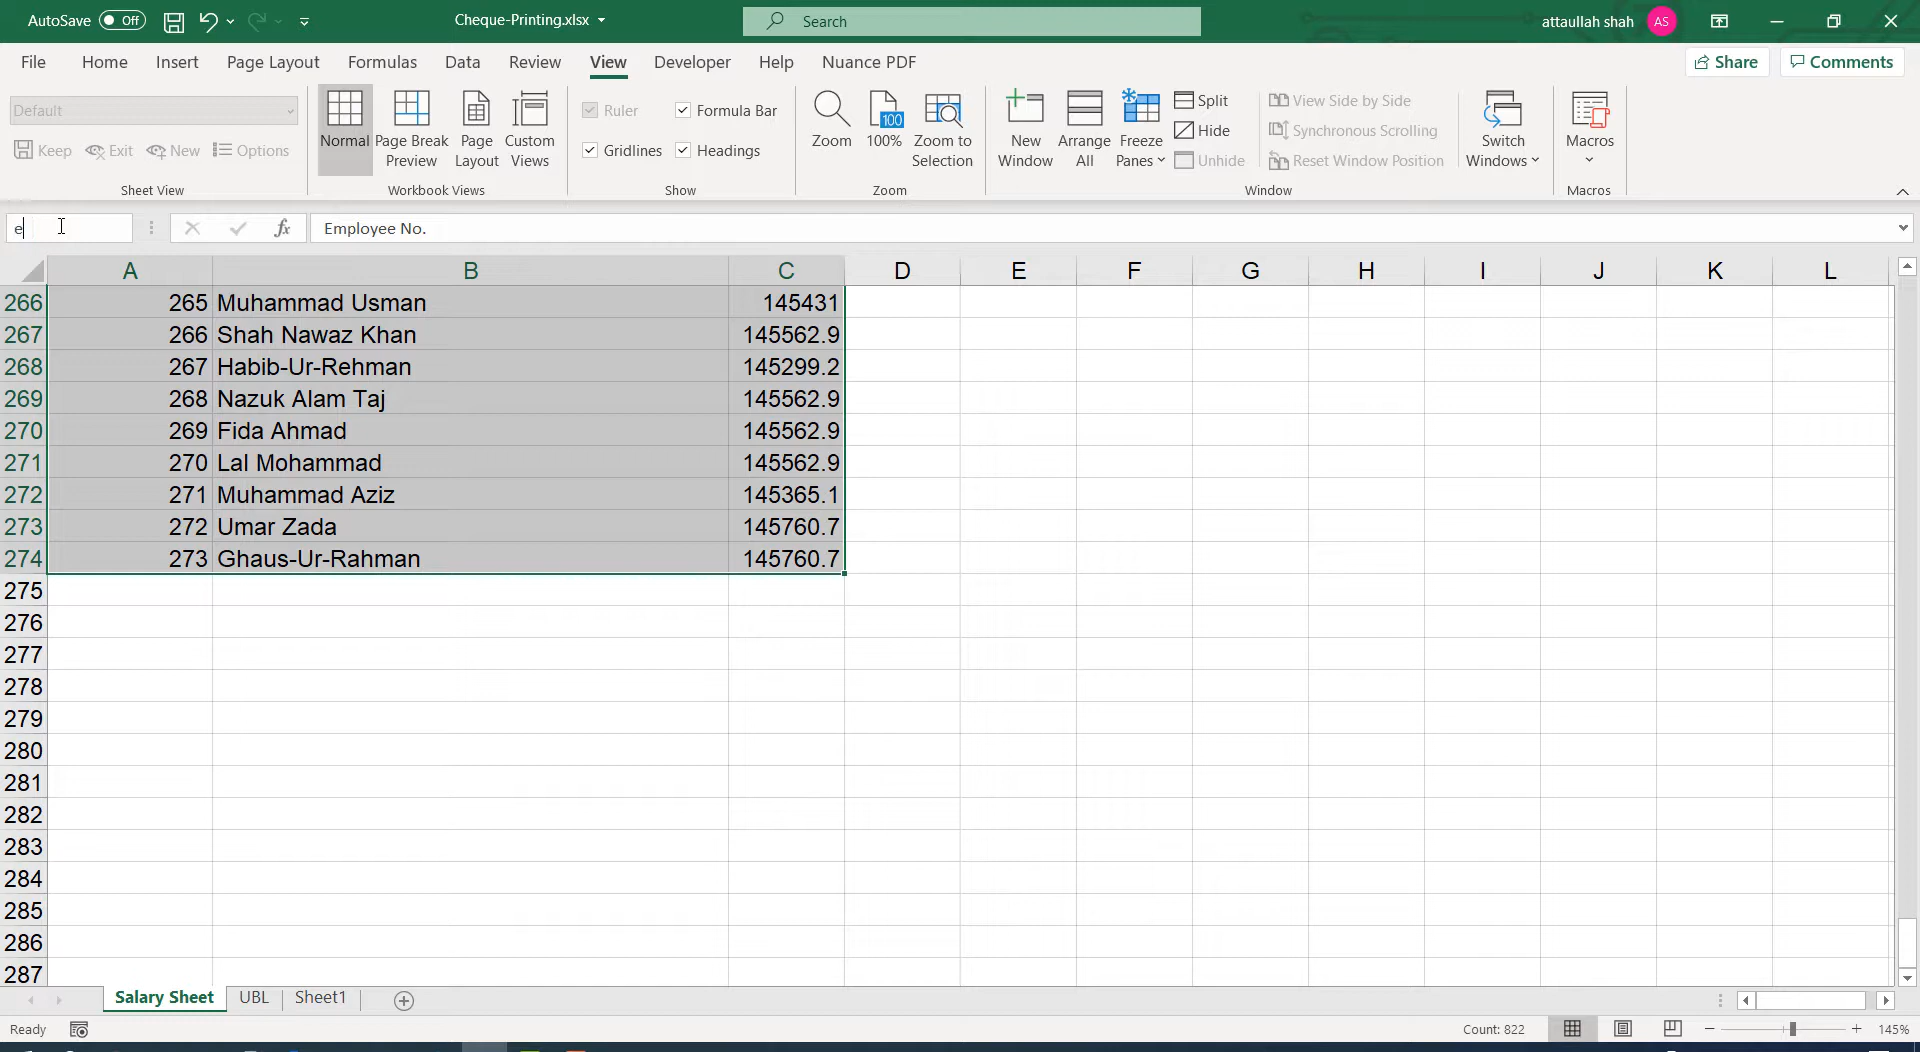 AutoSave Off Cheque-Printing.xlsx Search attaullah shah AS
File Home Insert Page Layout Formulas Data Review View Developer Help Nuance PDF Share Comments
Default
Keep Exit New Options
Sheet View
Normal Page Break Preview Page Layout Custom Views
Workbook Views
Ruler Formula Bar
Gridlines Headings
Show
Zoom 100 100% Zoom to Selection
Zoom
New Window Arrange All Freeze Panes
Split View Side by Side
Hide Synchronous Scrolling
Unhide Reset Window Position
Switch Windows
Window
Macros
Macros
e fx Employee No.
A B C D E F G H I J K L
266 265 Muhammad Usman 145431
267 266 Shah Nawaz Khan 145562.9
268 267 Habib-Ur-Rehman 145299.2
269 268 Nazuk Alam Taj 145562.9
270 269 Fida Ahmad 145562.9
271 270 Lal Mohammad 145562.9
272 271 Muhammad Aziz 145365.1
273 272 Umar Zada 145760.7
274 273 Ghaus-Ur-Rahman 145760.7
275
276
277
278
279
280
281
282
283
284
285
286
287
Salary Sheet UBL Sheet1
Ready Count: 822 145%